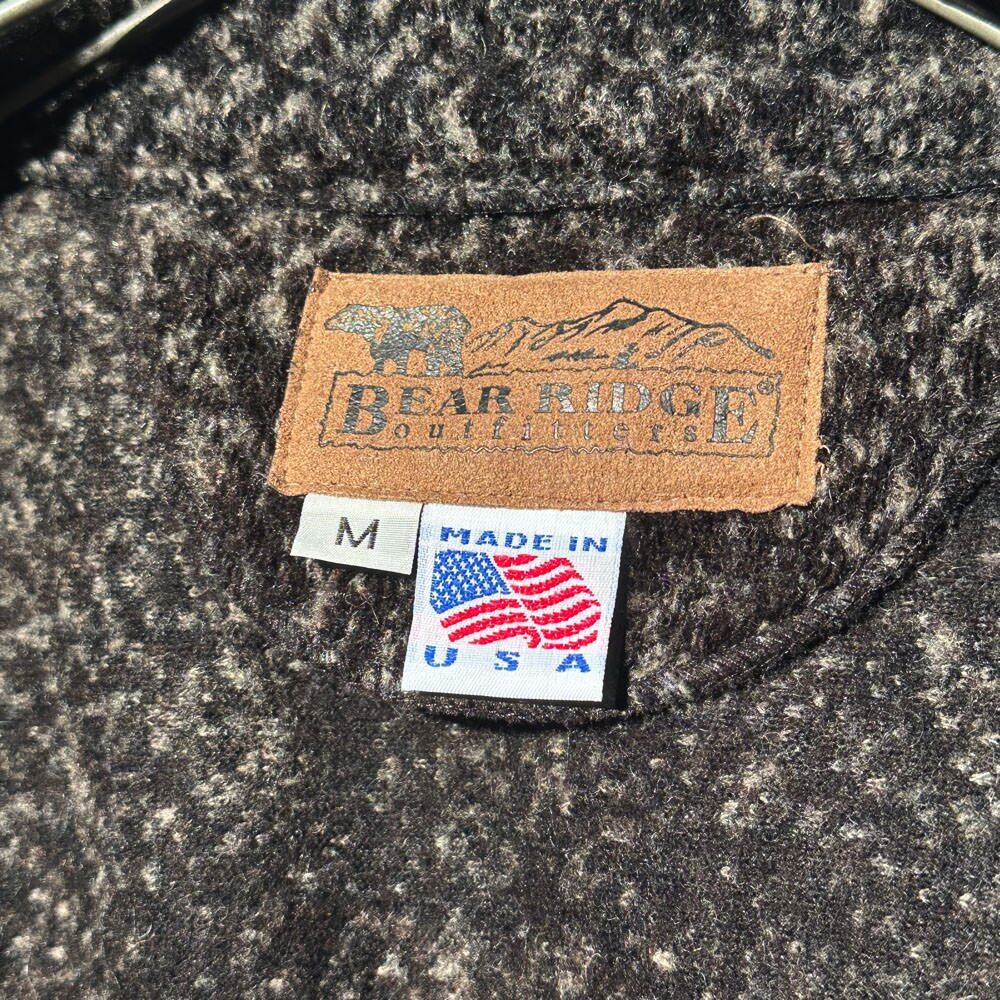 BEAR RIDGE®
outfitters
M
MADE IN
USA